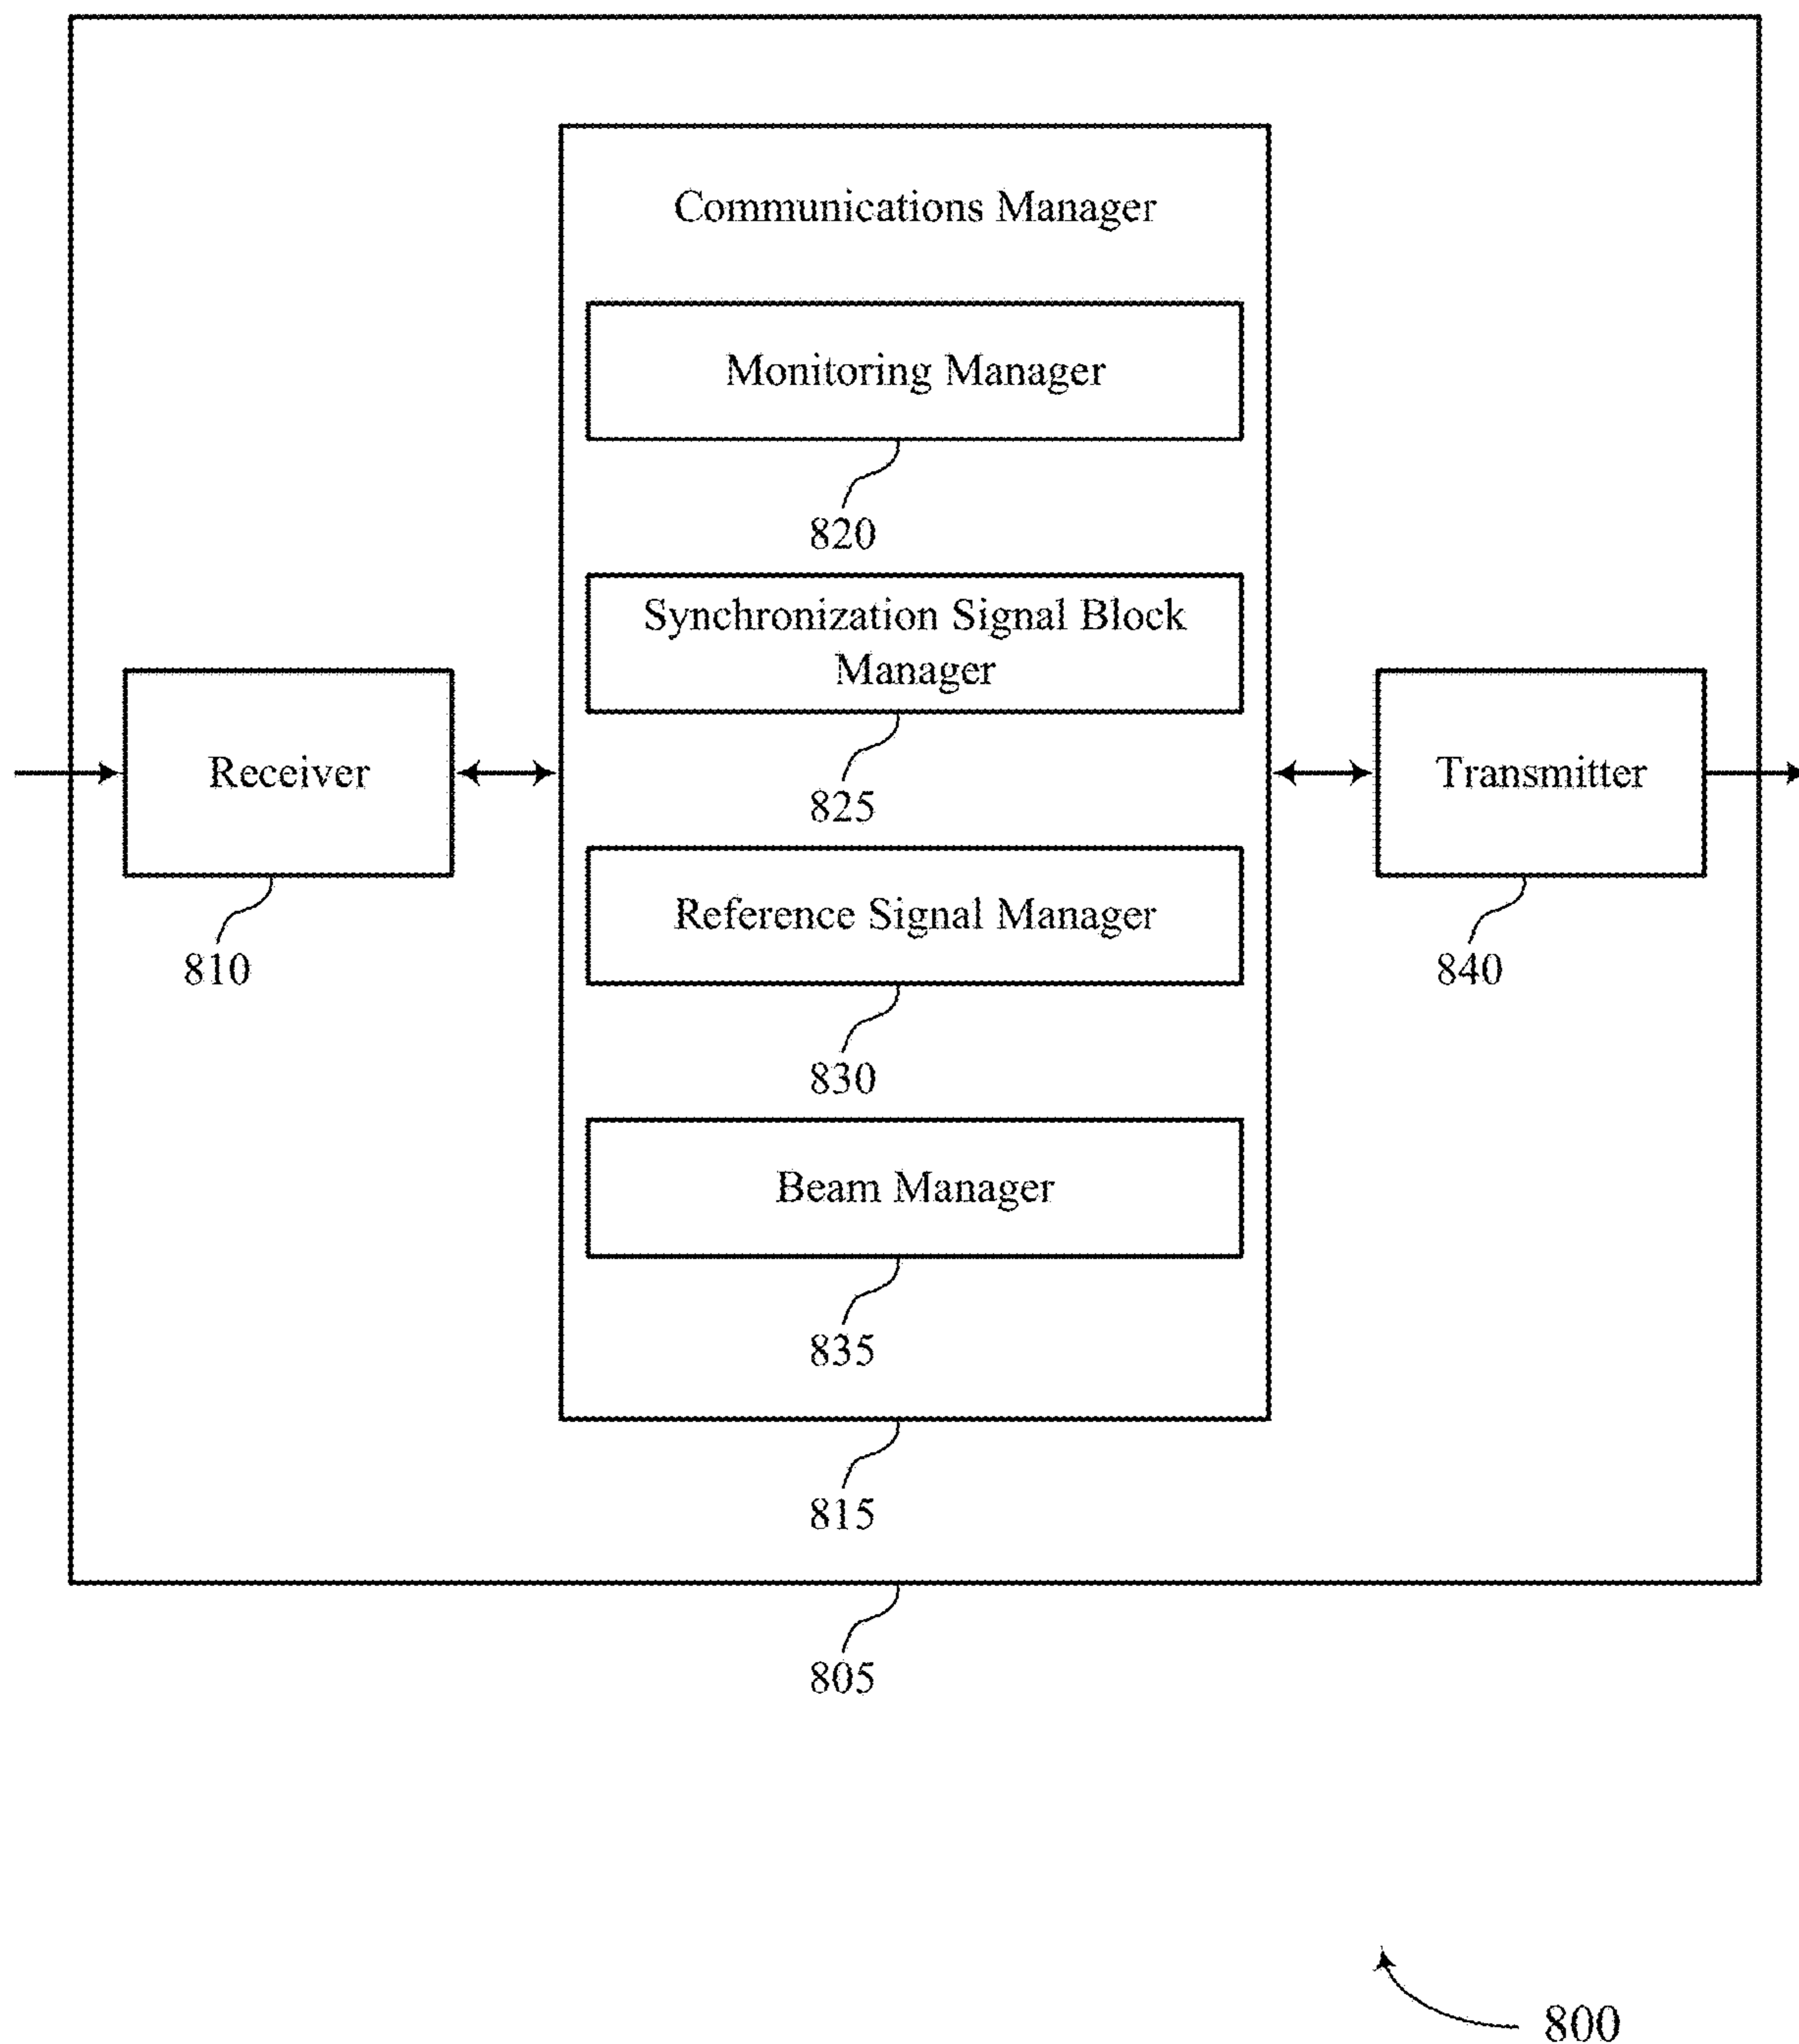 Communications Manager
Monitoring Manager
820
Synchronization Signal Block
Manager
825
Receiver
810
Transmitter
840
Reference Signal Manager
830
Beam Manager
835
815
805
800